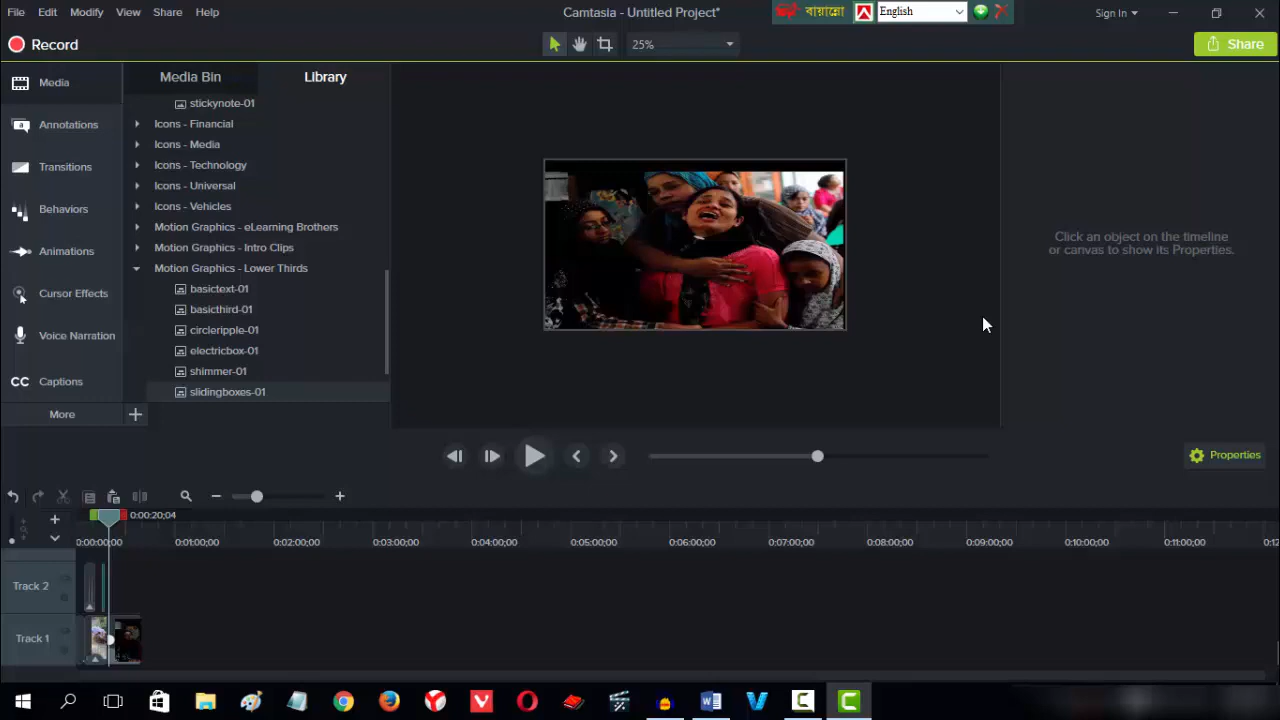 File Edit Modify View Share Help
Camtasia - Untitled Project*
বায়ান্নো English
Sign In
Record
25%
Share
Media
Annotations
Transitions
Behaviors
Animations
Cursor Effects
Voice Narration
CC Captions
More
Media Bin Library
stickynote-01
Icons - Financial
Icons - Media
Icons - Technology
Icons - Universal
Icons - Vehicles
Motion Graphics - eLearning Brothers
Motion Graphics - Intro Clips
Motion Graphics - Lower Thirds
basictext-01
basicthird-01
circleripple-01
electricbox-01
shimmer-01
slidingboxes-01
Click an object on the timeline
or canvas to show its Properties.
Properties
0:00:20;04
0:00:00;00 0:01:00;00 0:02:00;00 0:03:00;00 0:04:00;00 0:05:00;00 0:06:00;00 0:07:00;00 0:08:00;00 0:09:00;00 0:10:00;00 0:11:00;00
Track 2
Track 1